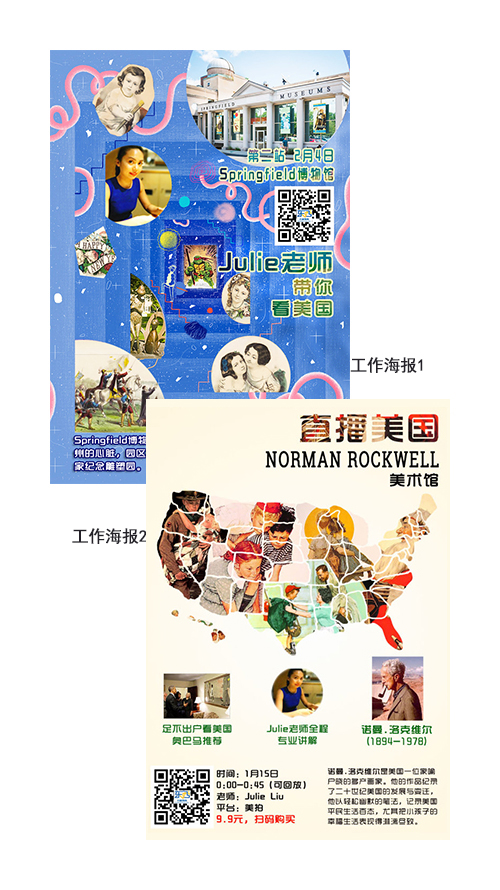 SPRINGFIELD MUSEUMS
第二站 2月4日
Springfield博物馆
Julie老师
带你
看美国
HAPPY
NEW
工作海报1
Springfield博物
州的心脏，园区
家纪念雕塑园。
直播美国
NORMAN ROCKWELL
美术馆
工作海报2
足不出户看美国
奥巴马推荐
Julie老师全程
专业讲解
诺曼.洛克维尔
(1894-1978)
时间：1月15日
0:00-0:45（可回放）
老师：Julie Liu
平台：美拍
9.9元，扫码购买
诺曼.洛克维尔是美国一位家喻
户晓的多产画家。他的作品纪录
了二十世纪美国的发展与变迁，
他以轻松幽默的笔法，记录美国
平民生活百态，尤其把小孩子的
幸福生活表现得淋漓尽致。